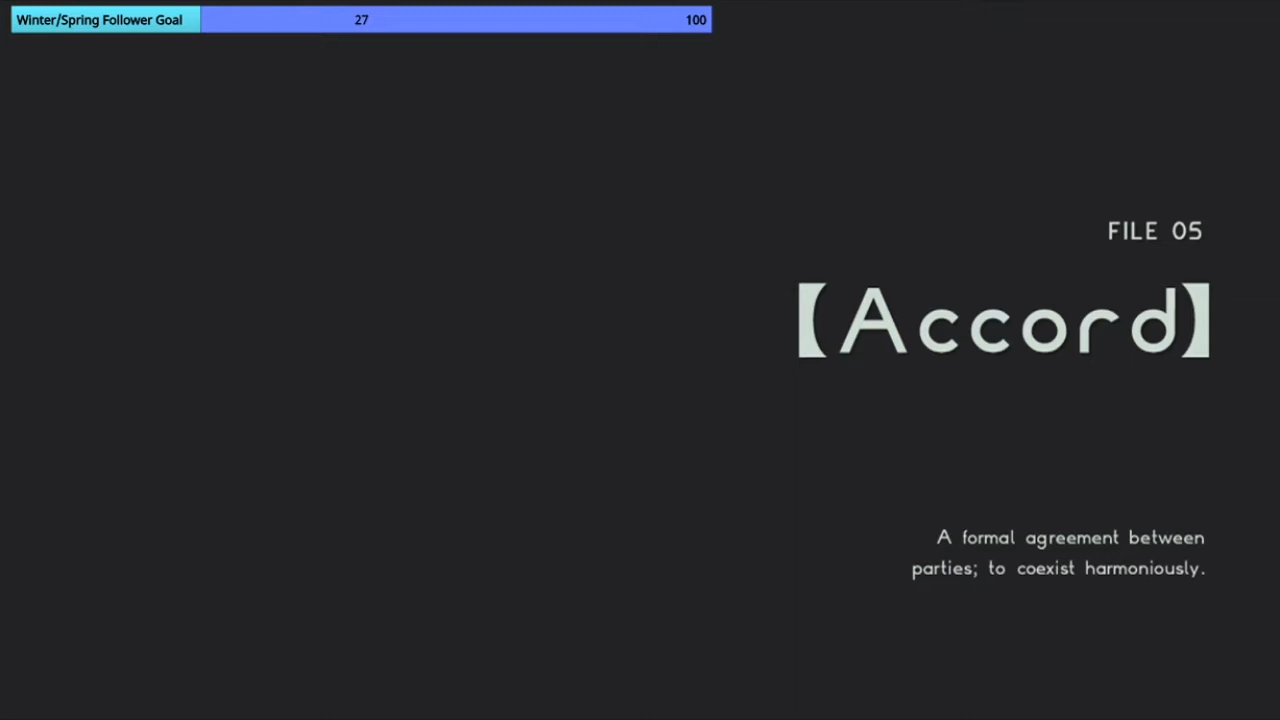 Winter/Spring Follower Goal 27 100
FILE 05
【Accord】
A formal agreement between
parties; to coexist harmoniously.